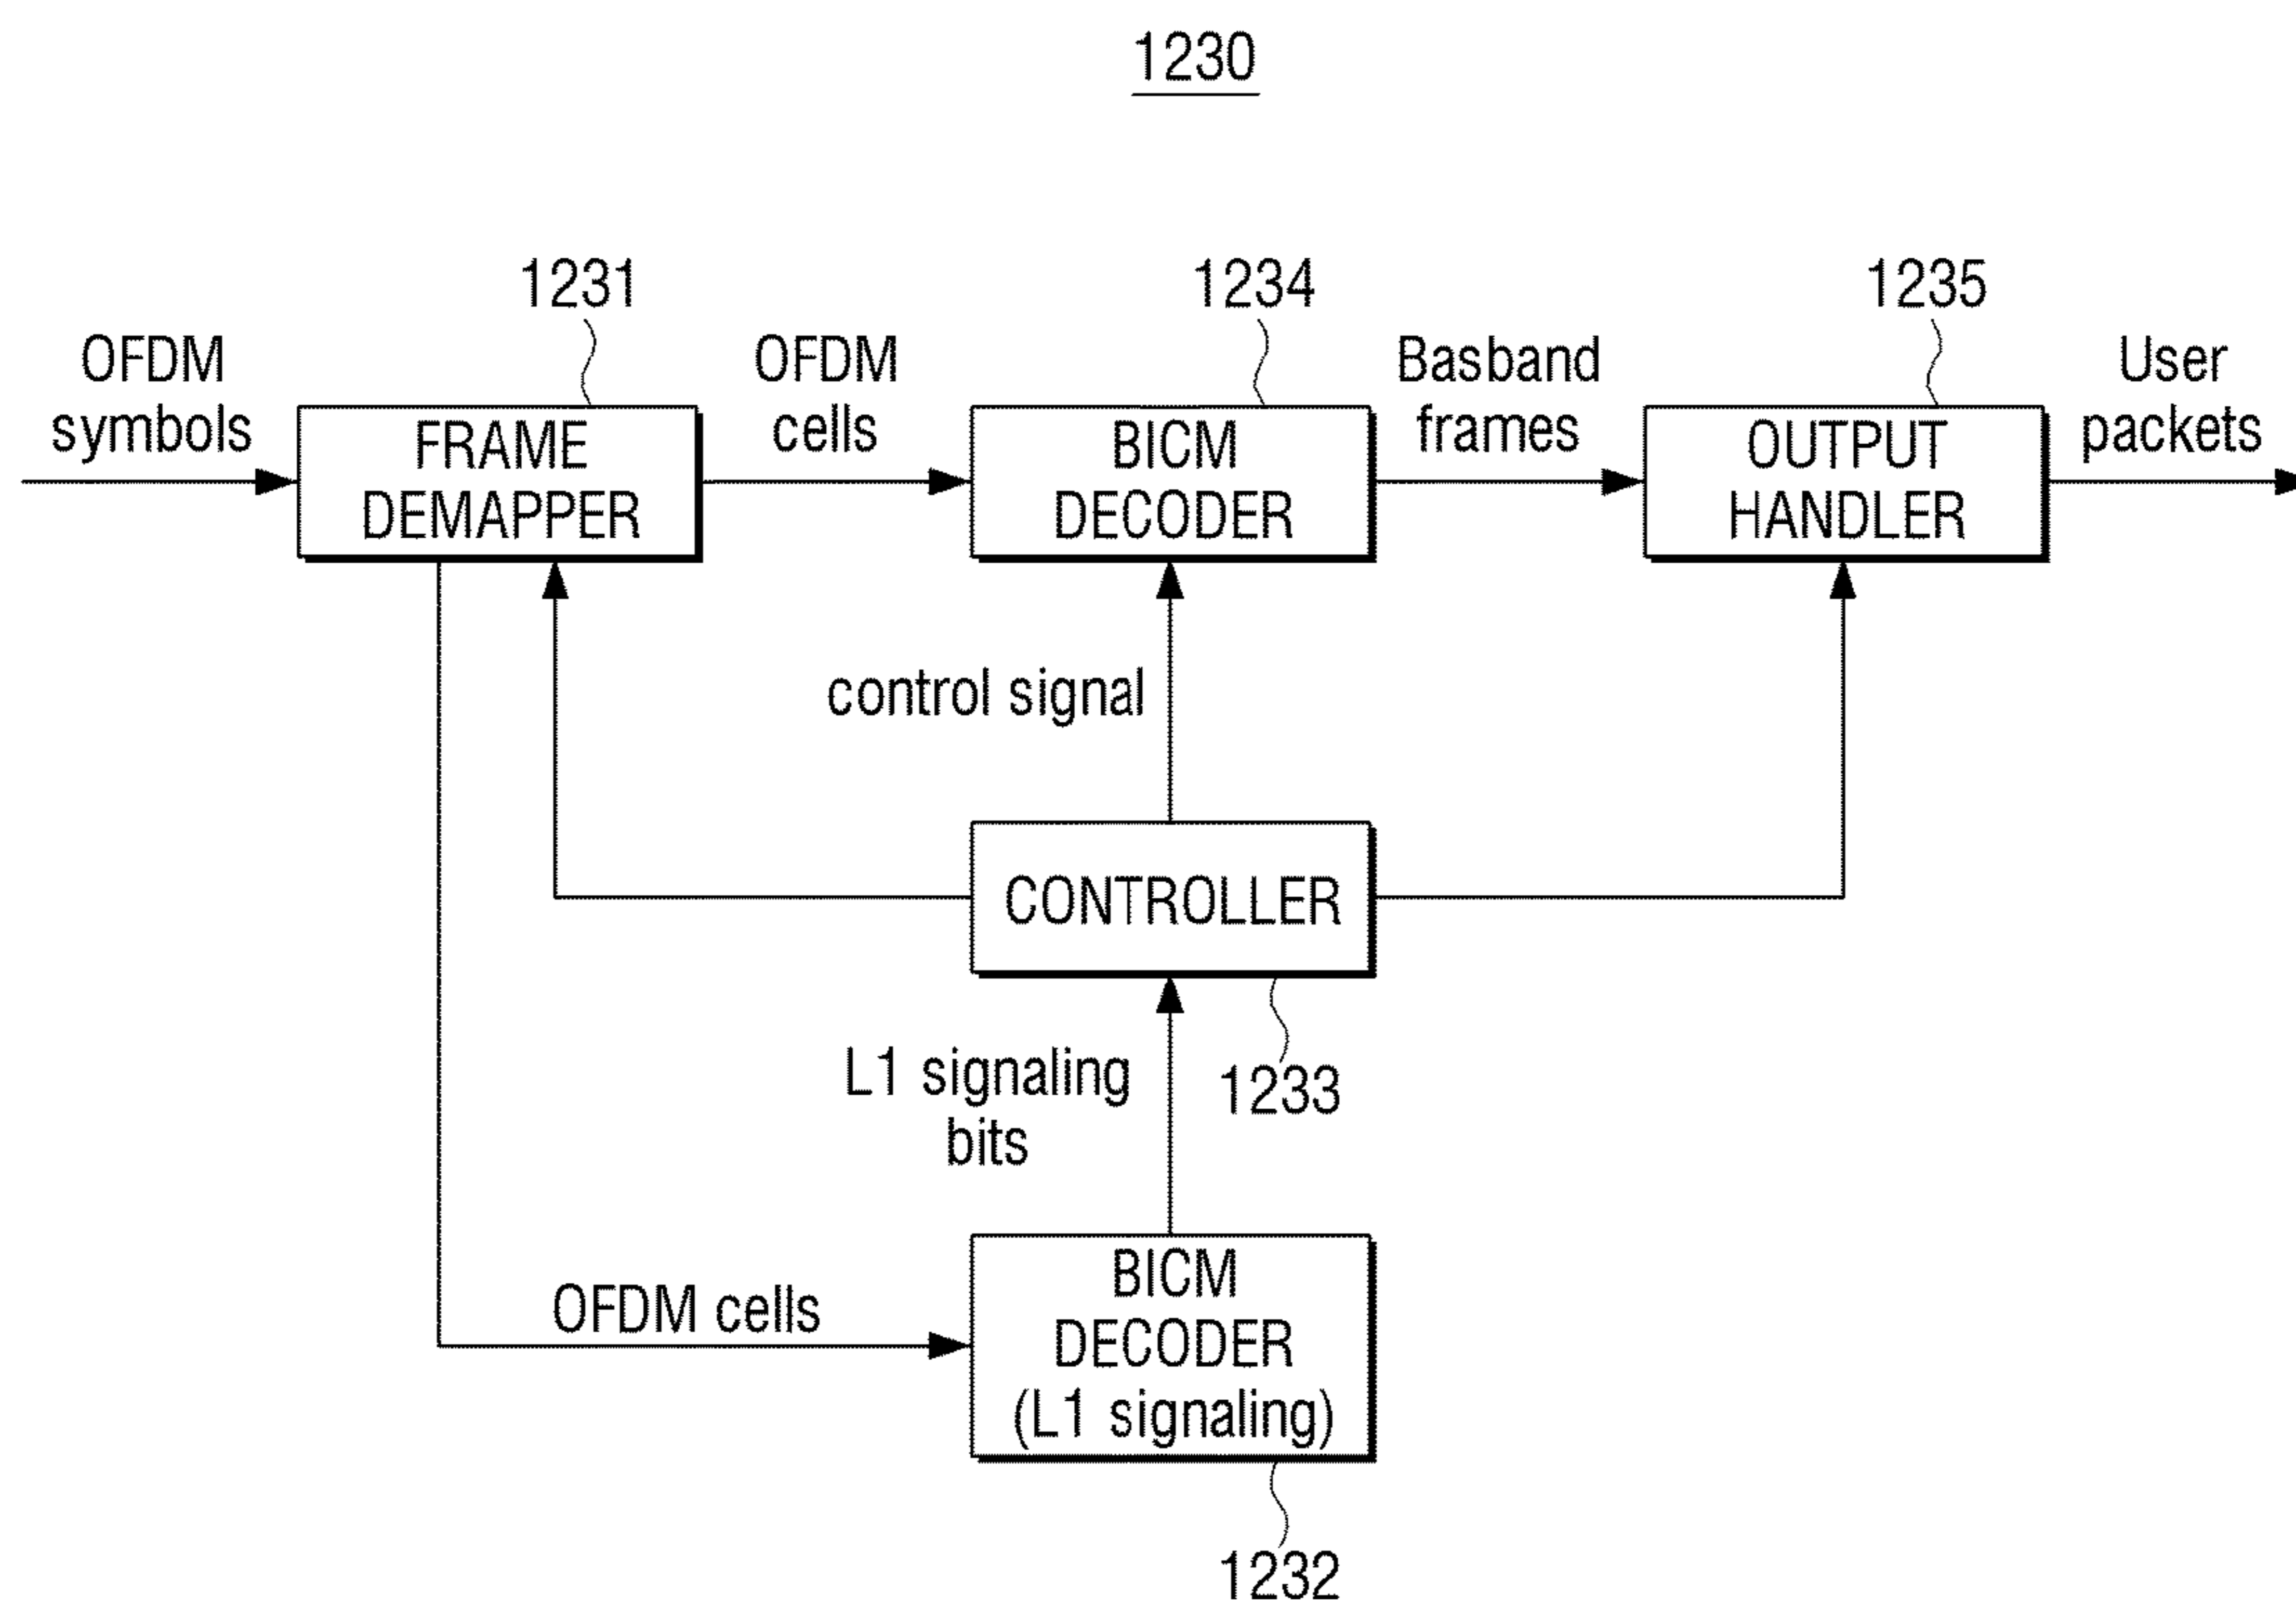 1230
1231
1234
1235
OFDM
symbols
FRAME
DEMAPPER
OFDM
cells
BICM
DECODER
Basband
frames
OUTPUT
HANDLER
User
packets
control signal
CONTROLLER
1233
L1 signaling
bits
OFDM cells
BICM
DECODER
(L1 signaling)
1232